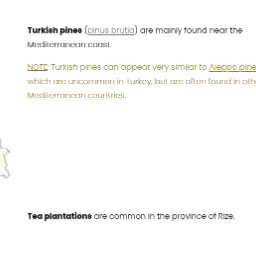 Turkish pines (pinus brutia) are mainly found near the
Mediterranean coast.
NOTE: Turkish pines can appear very similar to Aleppo pine
which are uncommon in Turkey, but are often found in oth
Mediterranean countries.
Tea plantations are common in the province of Rize.